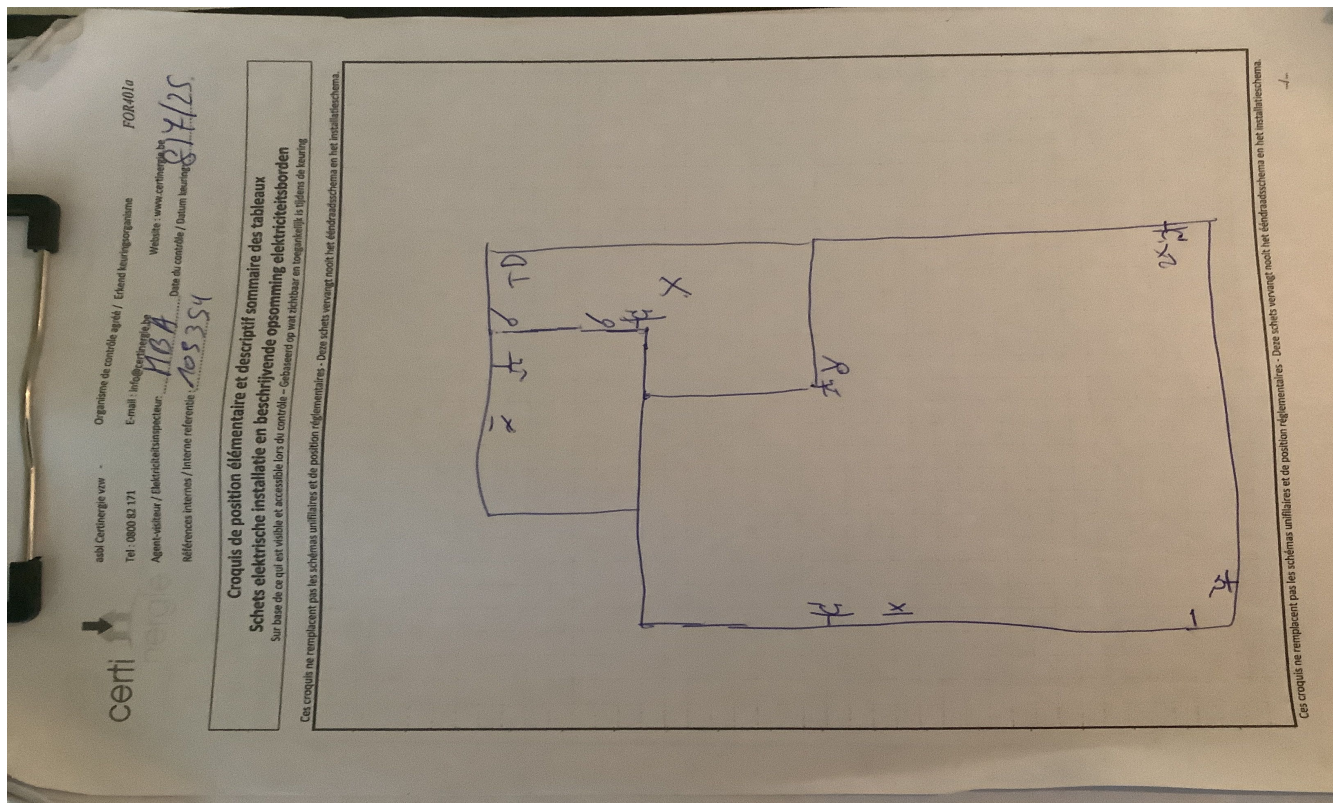 certinergie
asbl Certinergie vzw - Organisme de contrôle agréé / Erkend keuringsorganisme FOR401a
Tel : 0800 82 171 E-mail : info@certinergie.be Website : www.certinergie.be
Agent-visiteur / Elektriciteitsinspecteur: MBA Date du contrôle / Datum keuring: 8/7/25
Références internes / Interne referentie : 109354
Croquis de position élémentaire et descriptif sommaire des tableaux
Schets elektrische installatie en beschrijvende opsomming elektriciteitsborden
Sur base de ce qui est visible et accessible lors du contrôle – Gebaseerd op wat zichtbaar en toegankelijk is tijdens de keuring
Ces croquis ne remplacent pas les schémas unifilaires et de position réglementaires - Deze schets vervangt nooit het ééndraadsschema en het installatieschema.
TD
X
X
X
2X
Ces croquis ne remplacent pas les schémas unifilaires et de position réglementaires - Deze schets vervangt nooit het ééndraadsschema en het installatieschema.